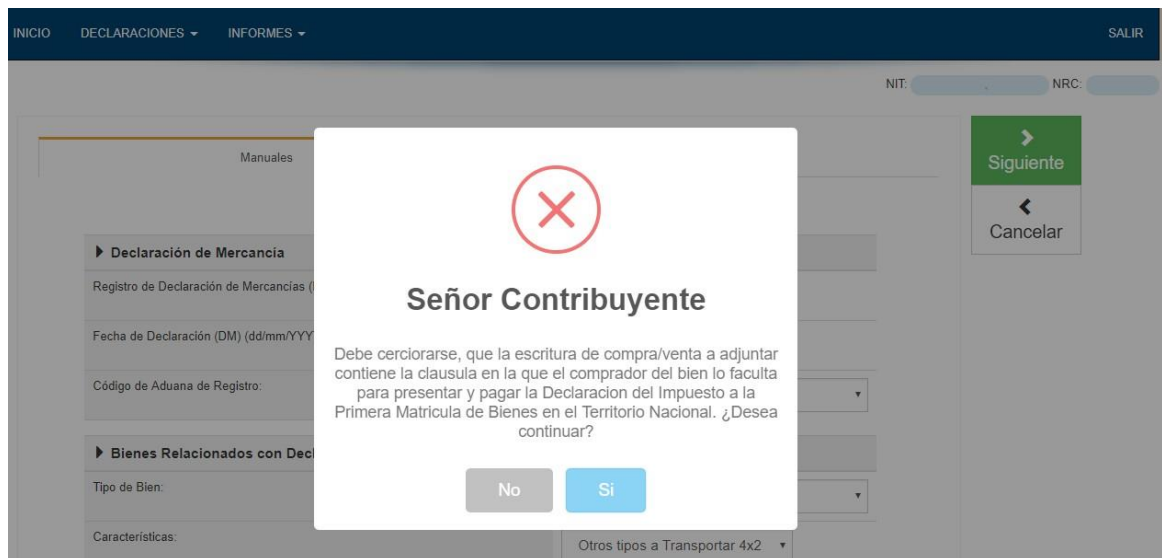 INICIO DECLARACIONES INFORMES SALIR
NIT: NRC:
Manuales
Siguiente
Cancelar
Declaración de Mercancía
Registro de Declaración de Mercancías (
Fecha de Declaración (DM) (dd/mm/YYY
Código de Aduana de Registro:
Señor Contribuyente
Debe cerciorarse, que la escritura de compra/venta a adjuntar
contiene la clausula en la que el comprador del bien lo faculta
para presentar y pagar la Declaracion del Impuesto a la
Primera Matricula de Bienes en el Territorio Nacional. ¿Desea
continuar?
No Si
Bienes Relacionados con Decl
Tipo de Bien:
Características:
Otros tipos a Transportar 4x2